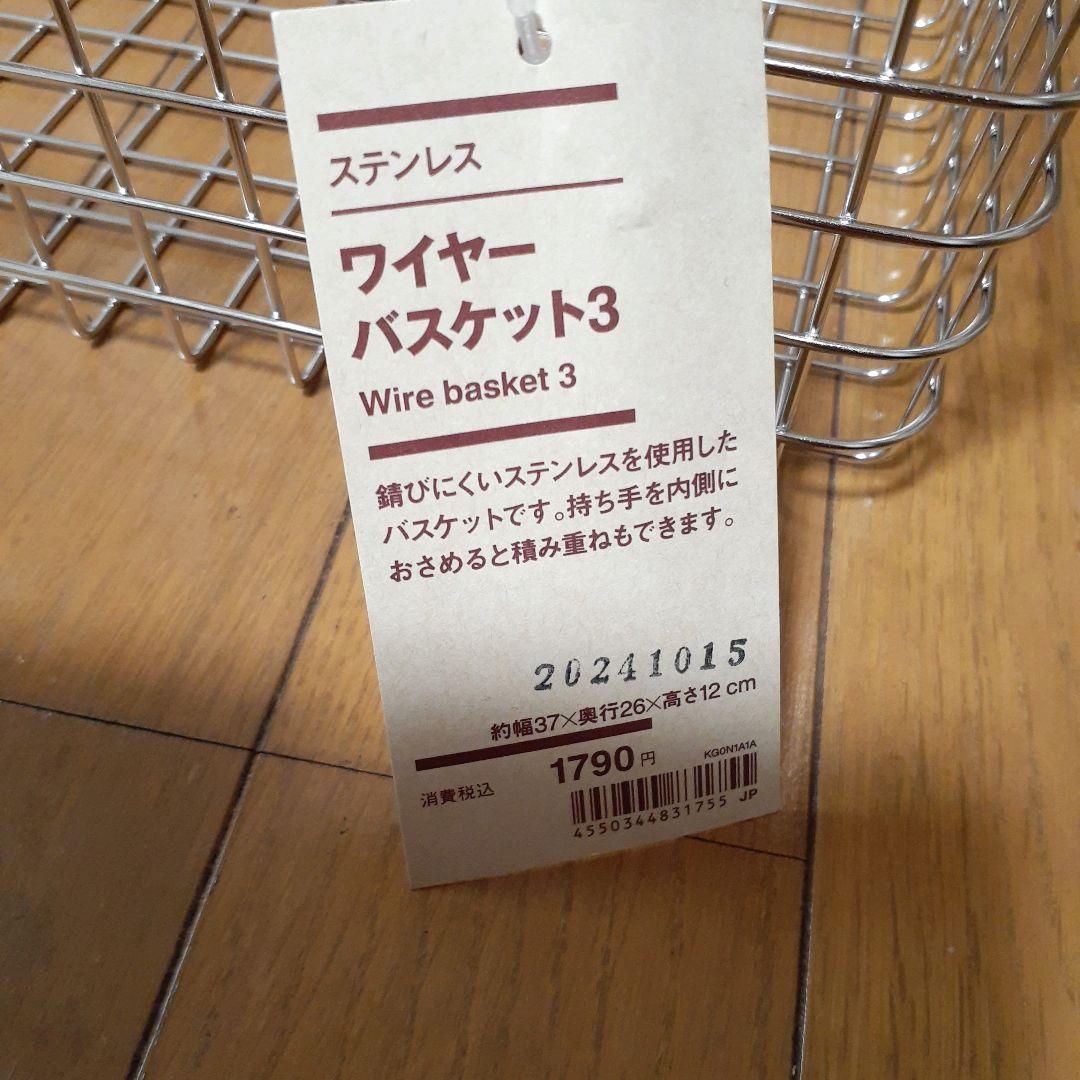 ステンレス
ワイヤー
バスケット3
Wire basket 3
錆びにくいステンレスを使用した
バスケットです。持ち手を内側に
おさめると積み重ねもできます。
20241015
約幅37×奥行26×高さ12 cm
消費税込 1790円
KG0N1A1A
4550344831755 JP